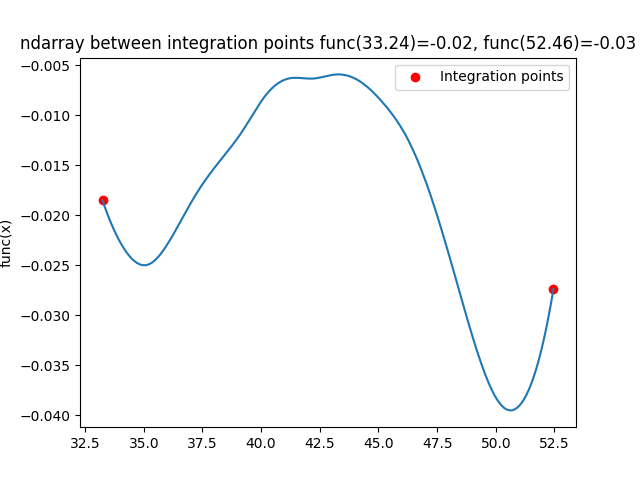 ndarray between integration points func(33.24)=-0.02, func(52.46)=-0.03
Integration points
func(x)
−0.005
−0.010
−0.015
−0.020
−0.025
−0.030
−0.035
−0.040
32.5 35.0 37.5 40.0 42.5 45.0 47.5 50.0 52.5